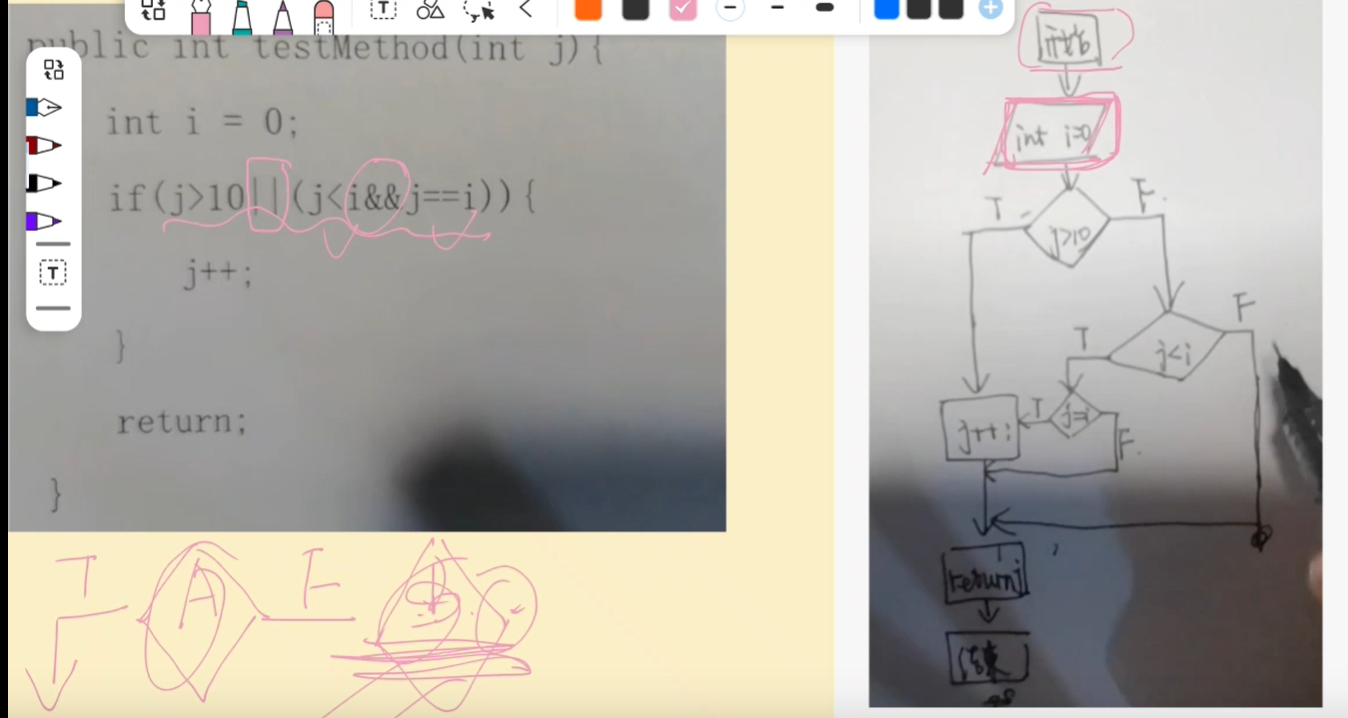 public int testMethod(int j){
int i = 0;
if(j>10||(j<i&&j==i)){
j++;
}
return;
}
T A F
开始
int i=0
T F.
j>10
F
T
j<i
T j=i
j++;
F.
return j
结束
T
T